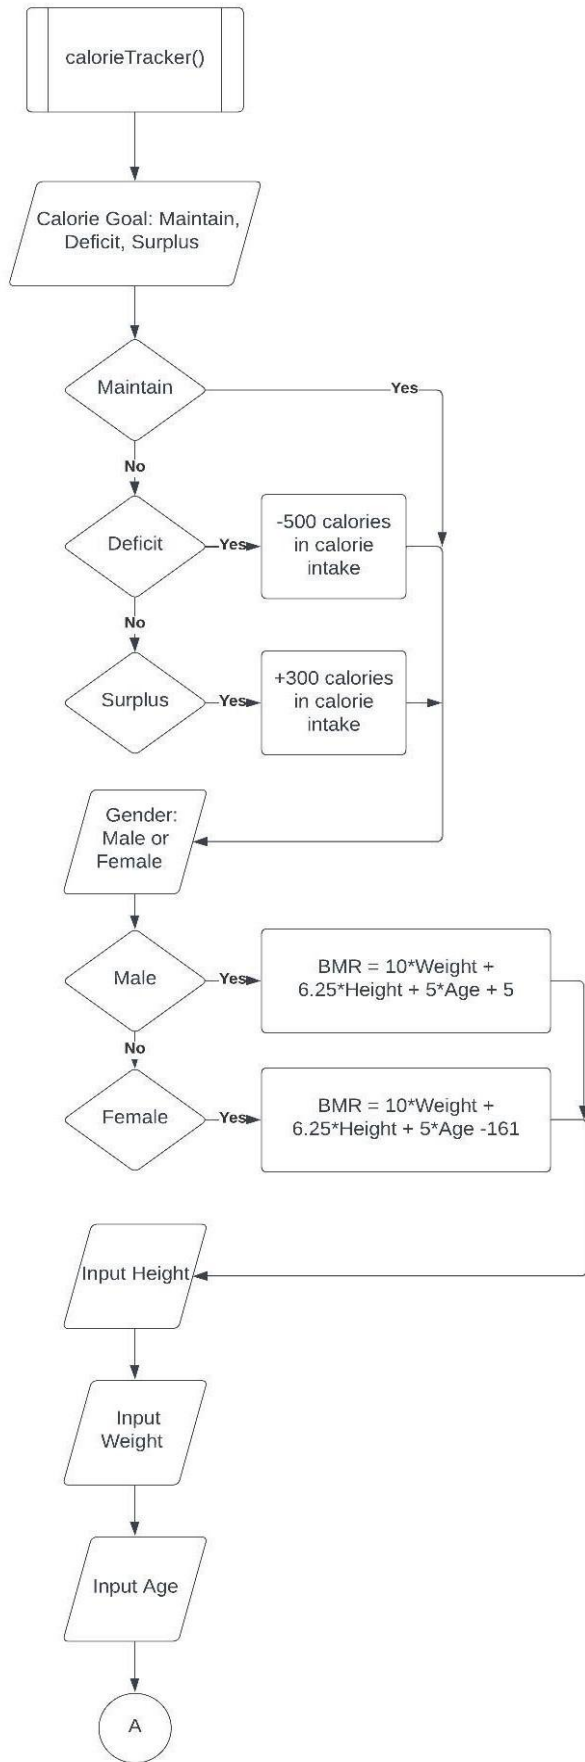 calorieTracker()
Calorie Goal: Maintain,
Deficit, Surplus
Maintain
Yes
No
Deficit
Yes
-500 calories
in calorie
intake
No
Surplus
Yes
+300 calories
in calorie
intake
Gender:
Male or
Female
Male
Yes
BMR = 10*Weight +
6.25*Height + 5*Age + 5
No
Female
Yes
BMR = 10*Weight +
6.25*Height + 5*Age -161
Input Height
Input
Weight
Input Age
A